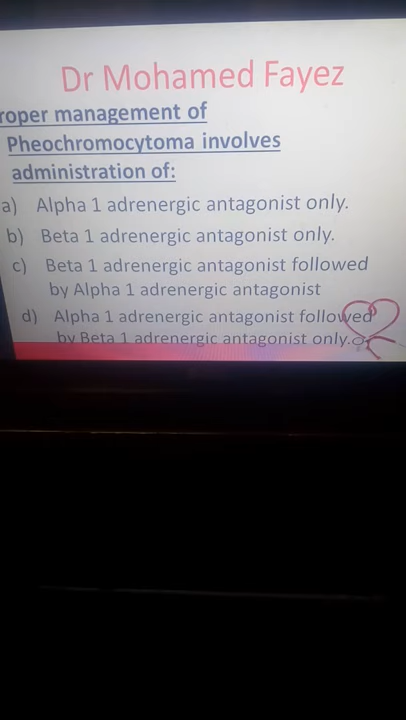 Dr Mohamed Fayez
roper management of
Pheochromocytoma involves
administration of:
a) Alpha 1 adrenergic antagonist only.
b) Beta 1 adrenergic antagonist only.
c) Beta 1 adrenergic antagonist followed
by Alpha 1 adrenergic antagonist
d) Alpha 1 adrenergic antagonist followed
by Beta 1 adrenergic antagonist only.